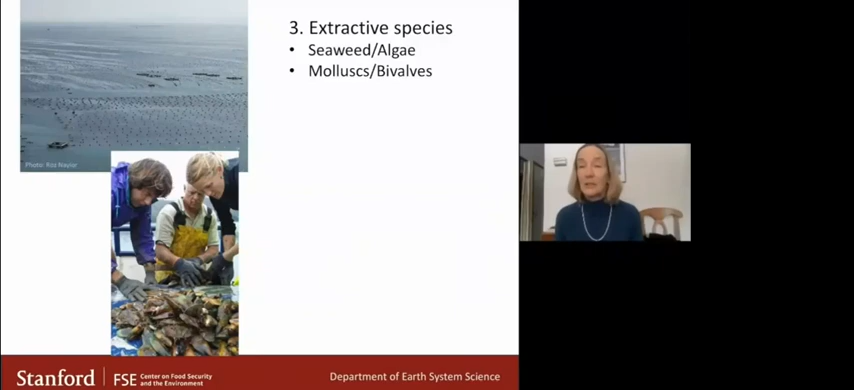 3. Extractive species
• Seaweed/Algae
• Molluscs/Bivalves
Photo: Roz Naylor
Stanford FSE Center on Food Security
and the Environment
Department of Earth System Science